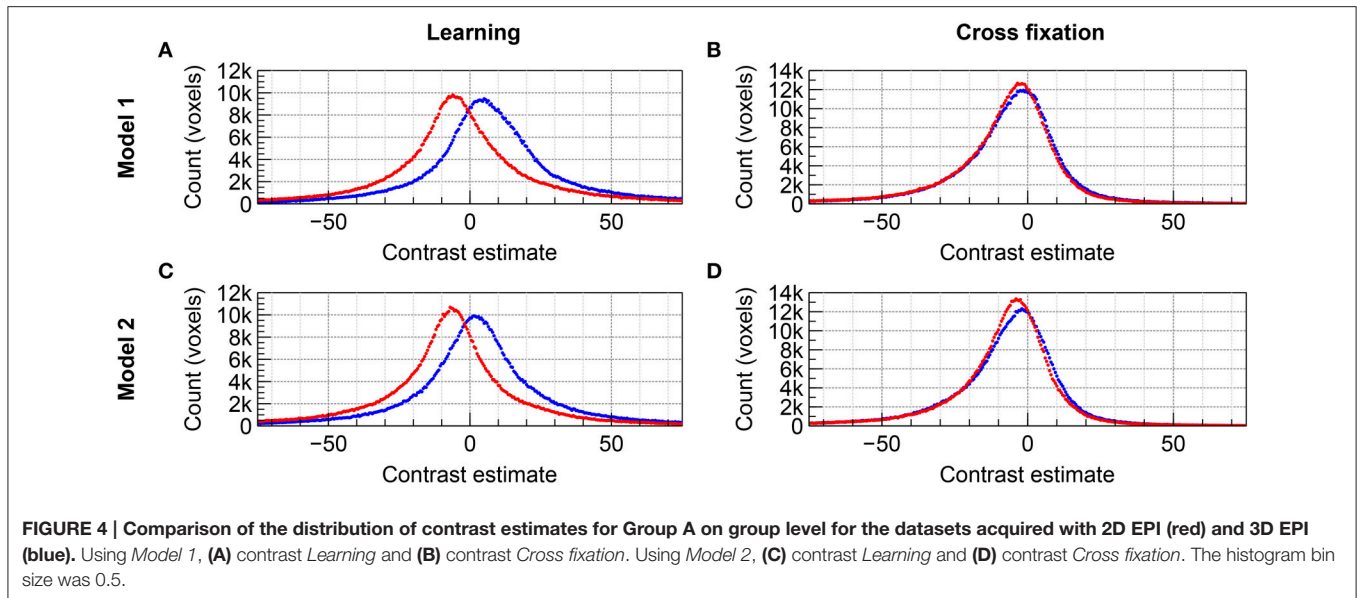 Learning
Cross fixation
A
B
Model 1
Count (voxels)
12k
10k
8k
6k
4k
2k
0
−50
0
50
Contrast estimate
Count (voxels)
14k
12k
10k
8k
6k
4k
2k
0
−50
0
50
Contrast estimate
C
D
Model 2
Count (voxels)
12k
10k
8k
6k
4k
2k
0
−50
0
50
Contrast estimate
Count (voxels)
14k
12k
10k
8k
6k
4k
2k
0
−50
0
50
Contrast estimate
FIGURE 4 | Comparison of the distribution of contrast estimates for Group A on group level for the datasets acquired with 2D EPI (red) and 3D EPI
(blue). Using Model 1, (A) contrast Learning and (B) contrast Cross fixation. Using Model 2, (C) contrast Learning and (D) contrast Cross fixation. The histogram bin
size was 0.5.